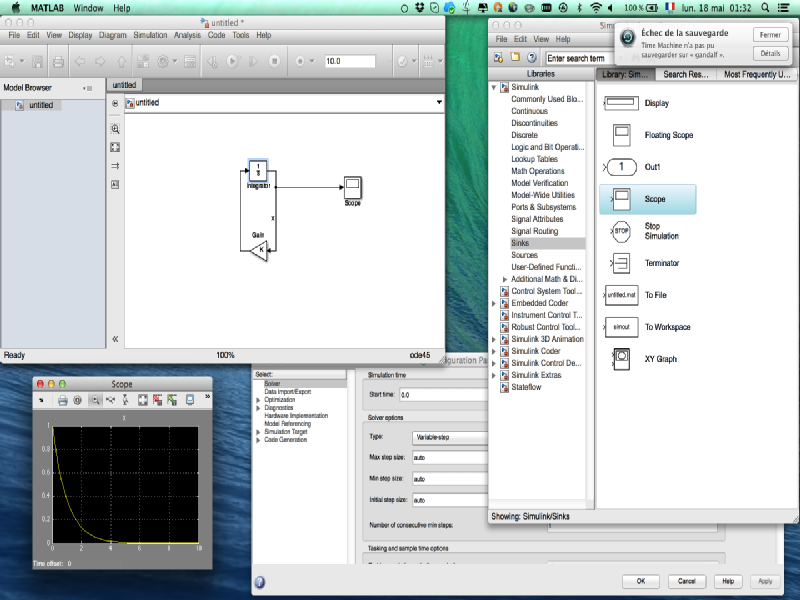 MATLAB Window Help
100 % lun. 18 mai 01:32
untitled *
File Edit View Display Diagram Simulation Analysis Code Tools Help
10.0
Model Browser
untitled
untitled
untitled
1
s
Integrator
Scope
x
Gain
K
Ready 100% ode45
File Edit View Help
Enter search term
Échec de la sauvegarde
Time Machine n'a pas pu
sauvegarder sur « gandalf ».
Fermer
Détails
Libraries
Library: Sim... Search Res... Most Frequently U...
Simulink
Commonly Used Blo...
Continuous
Discontinuities
Discrete
Logic and Bit Operati...
Lookup Tables
Math Operations
Model Verification
Model-Wide Utilities
Ports & Subsystems
Signal Attributes
Signal Routing
Sinks
Sources
User-Defined Functi...
Additional Math & Di...
Control System Tool...
Embedded Coder
Instrument Control T...
Robust Control Tool...
Simulink 3D Animation
Simulink Coder
Simulink Control De...
Simulink Extras
Stateflow
Display
Floating Scope
1 Out1
Scope
STOP Stop
Simulation
Terminator
untitled.mat To File
simout To Workspace
XY Graph
Showing: Simulink/Sinks
Select:
Solver
Data Import/Export
Optimization
Diagnostics
Hardware Implementation
Model Referencing
Simulation Target
Code Generation
Simulation time
Start time: 0.0
Solver options
Type: Variable-step
Max step size: auto
Min step size: auto
Initial step size: auto
Number of consecutive min steps:
Tasking and sample time options
OK Cancel Help Apply
Scope
x
1
0.8
0.6
0.4
0.2
0
0 2 4 6 8 10
Time offset: 0